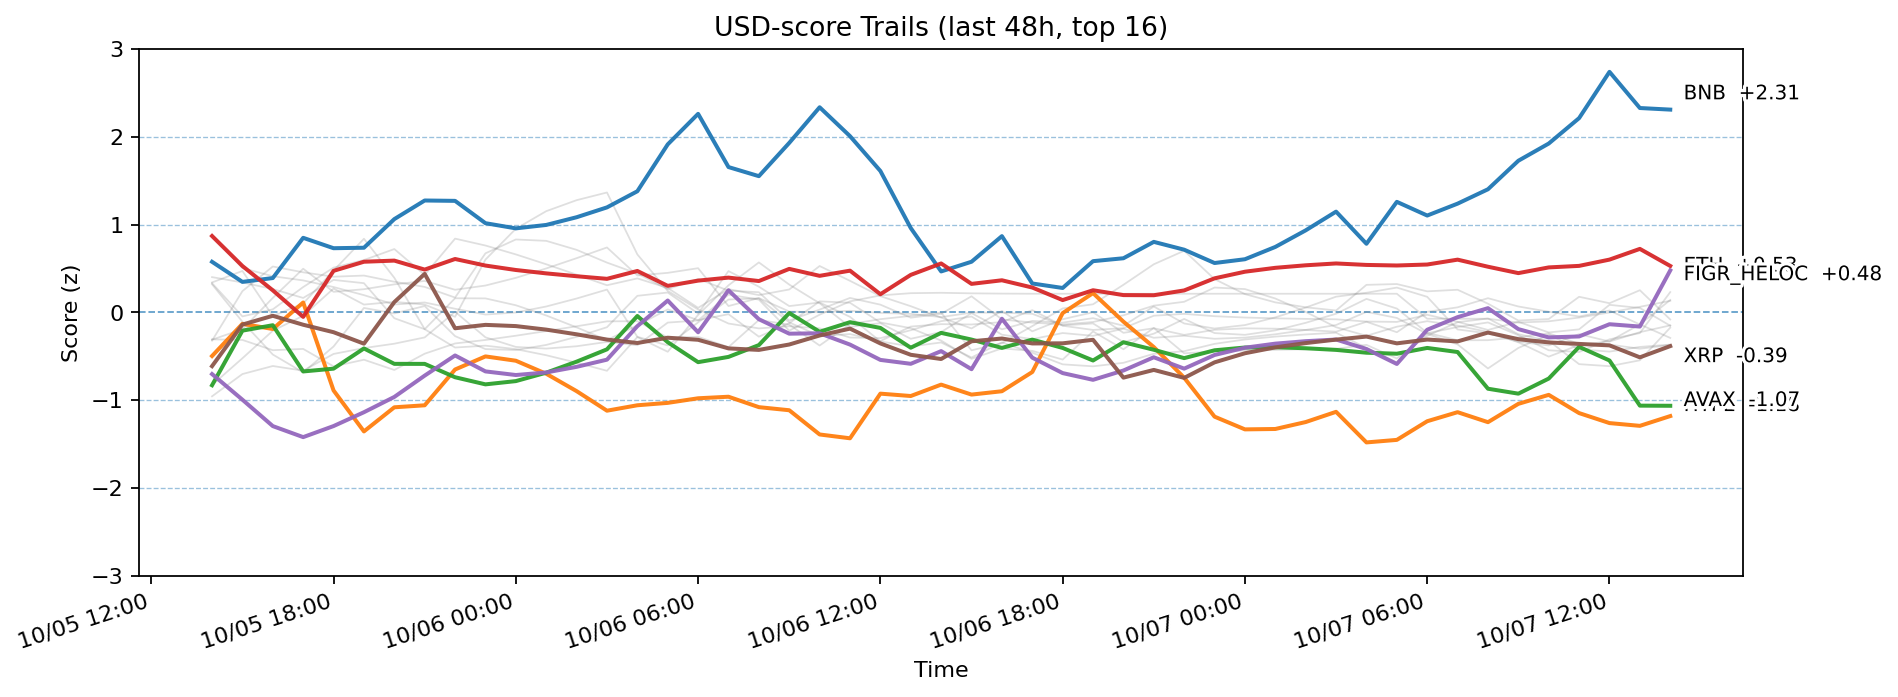 USD-score Trails (last 48h, top 16)
3
2
1
0
−1
−2
−3
Score (z)
BNB +2.31
FIGR_HELOC +0.48
XRP -0.39
AVAX -1.07
10/05 12:00
10/05 18:00
10/06 00:00
10/06 06:00
10/06 12:00
10/06 18:00
10/07 00:00
10/07 06:00
10/07 12:00
Time